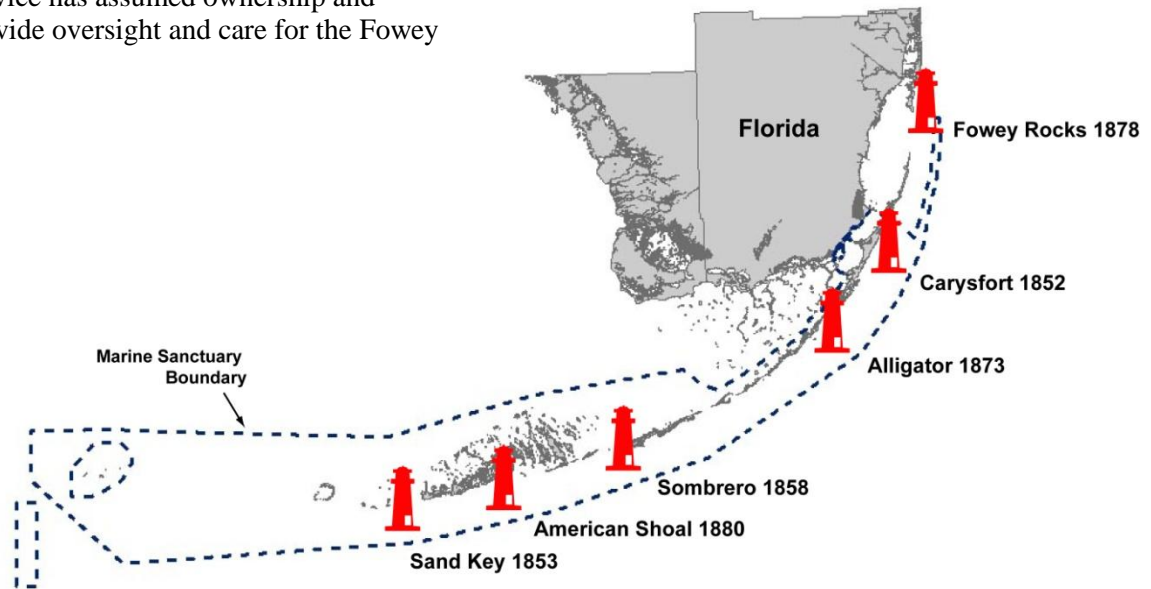 vide oversight and care for the Fowey
Florida
Fowey Rocks 1878
Carysfort 1852
Alligator 1873
Marine Sanctuary
Boundary
Sombrero 1858
American Shoal 1880
Sand Key 1853